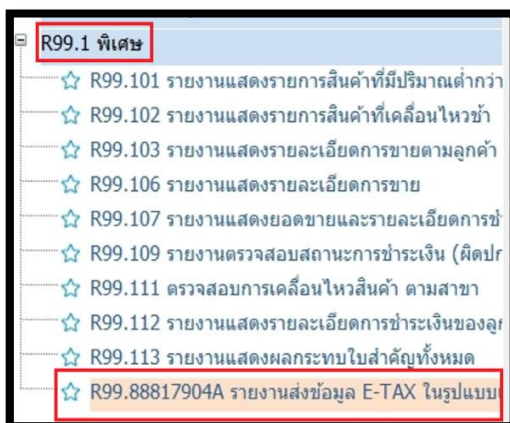 R99.1 พิเศษ
R99.101 รายงานแสดงรายการสินค้าที่มีปริมาณต่ำกว่า
R99.102 รายงานแสดงรายการสินค้าที่เคลื่อนไหวช้า
R99.103 รายงานแสดงรายละเอียดการขายตามลูกค้า
R99.106 รายงานแสดงรายละเอียดการขาย
R99.107 รายงานแสดงยอดขายและรายละเอียดการ
R99.109 รายงานตรวจสอบสถานะการชำระเงิน
R99.111 ตรวจสอบการเคลื่อนไหวสินค้า ตามสาขา
R99.112 รายงานแสดงรายละเอียดการชำระเงินของ
R99.113 รายงานแสดงผลกระทบใบสำคัญทั้งหมด
R99.88817904A รายงานส่งข้อมูล E-TAX ในรูปแบบ